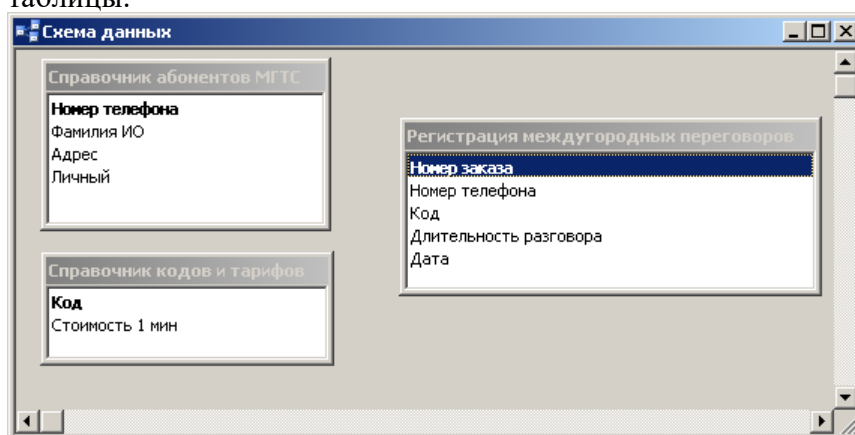 таблицы.
Схема данных
Справочник абонентов МГТС
Номер телефона
Фамилия ИО
Адрес
Личный
Регистрация междугородных переговоров
Номер заказа
Номер телефона
Код
Длительность разговора
Дата
Справочник кодов и тарифов
Код
Стоимость 1 мин